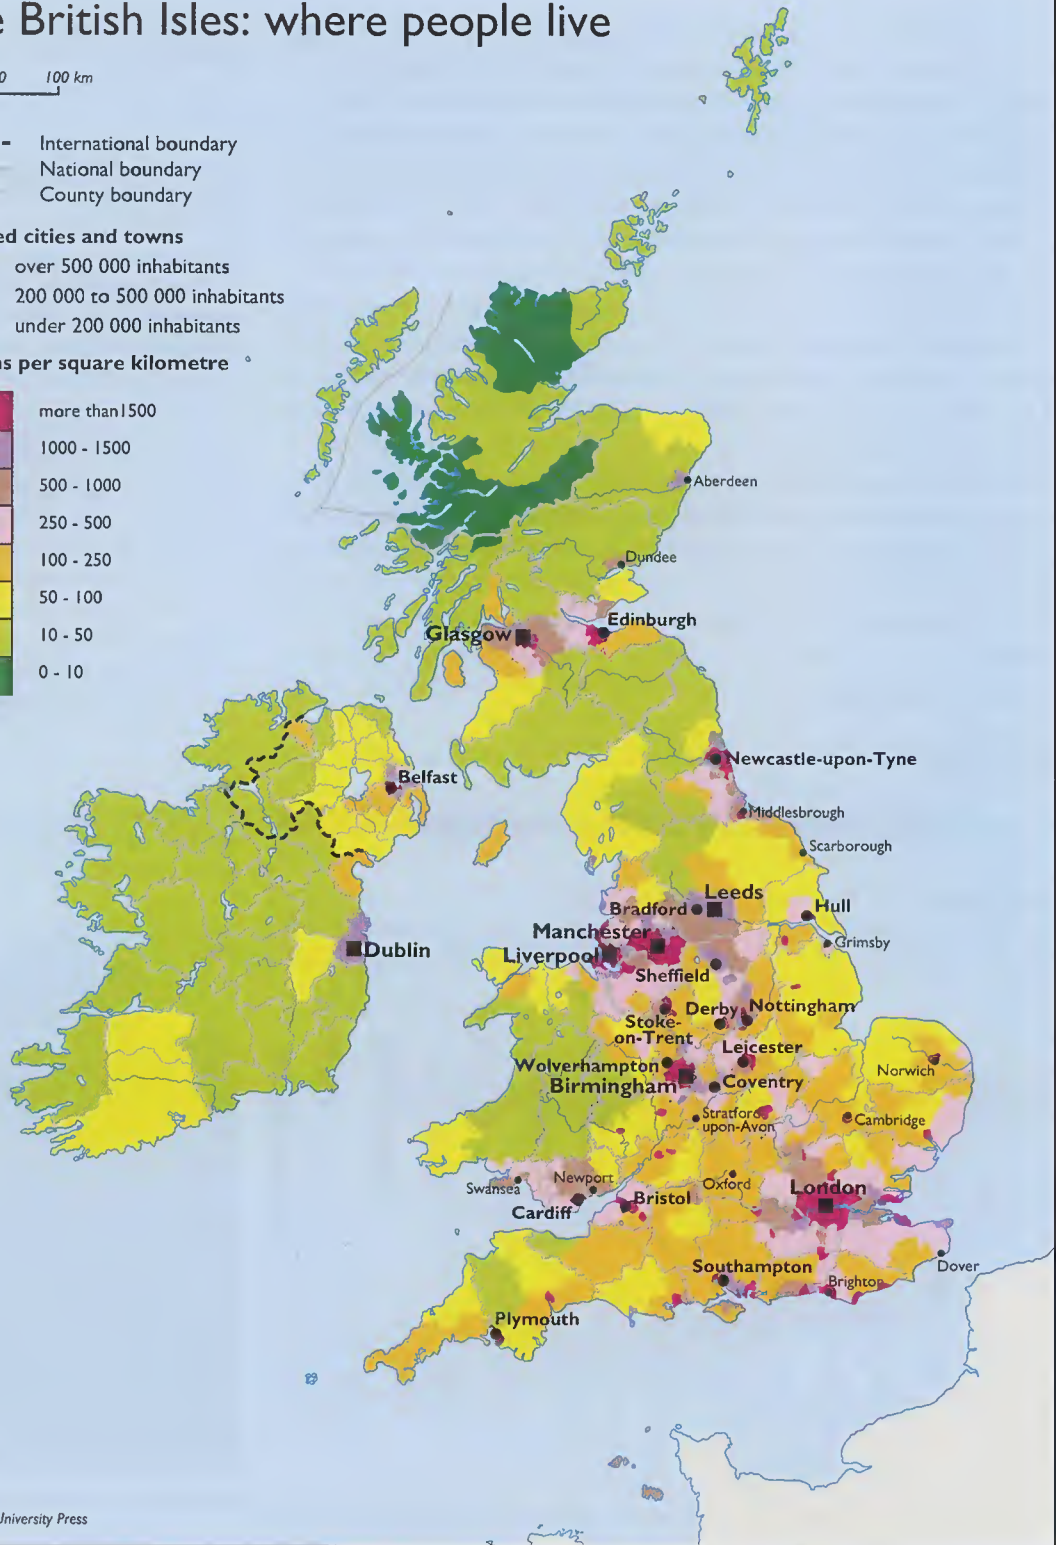 British Isles: where people live
0 100 km
International boundary
National boundary
County boundary
cities and towns
over 500 000 inhabitants
200 000 to 500 000 inhabitants
under 200 000 inhabitants
per square kilometre
more than1500
1000 - 1500
500 - 1000
250 - 500
100 - 250
50 - 100
10 - 50
0 - 10
Aberdeen
Dundee
Edinburgh
Glasgow
Newcastle-upon-Tyne
Belfast
Middlesbrough
Scarborough
Leeds
Bradford
Hull
Manchester
Liverpool
Grimsby
Dublin
Sheffield
Derby
Nottingham
Stoke-
on-Trent
Leicester
Wolverhampton
Birmingham
Coventry
Norwich
Stratford-
upon-Avon
Cambridge
Swansea
Newport
Oxford
London
Cardiff
Bristol
Southampton
Dover
Brighton
Plymouth
University Press